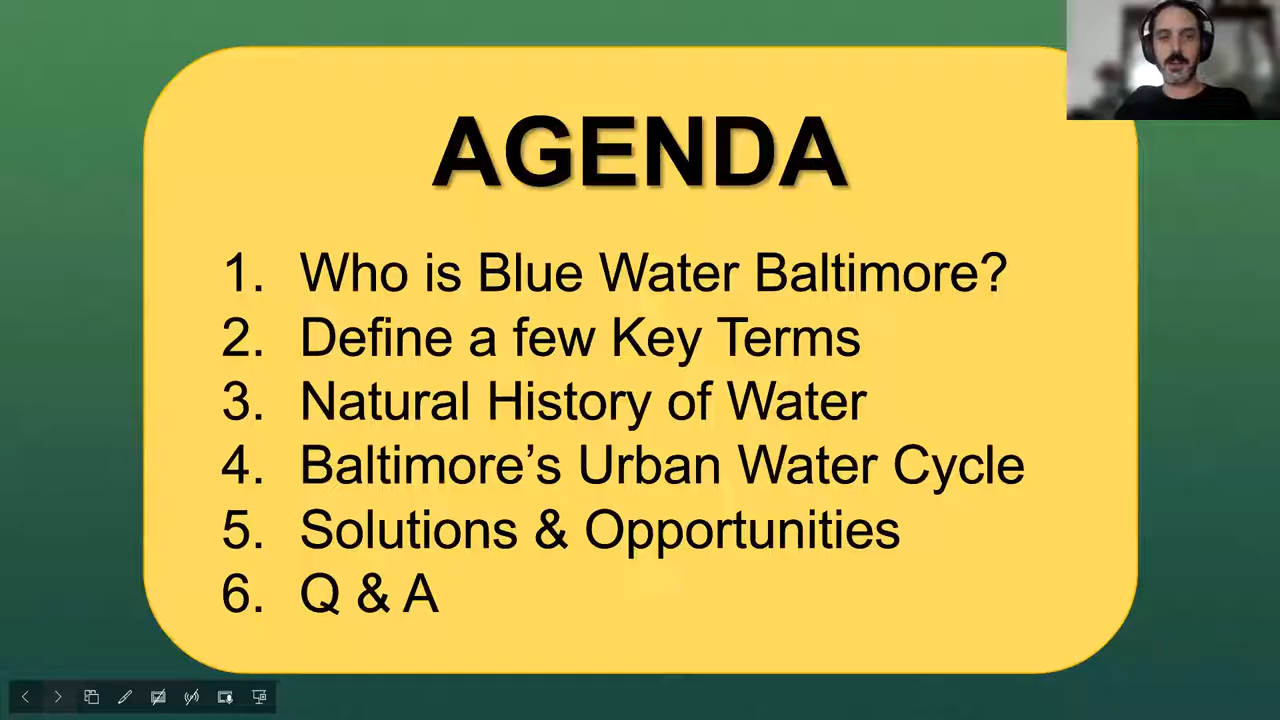 AGENDA
1. Who is Blue Water Baltimore?
2. Define a few Key Terms
3. Natural History of Water
4. Baltimore’s Urban Water Cycle
5. Solutions & Opportunities
6. Q & A